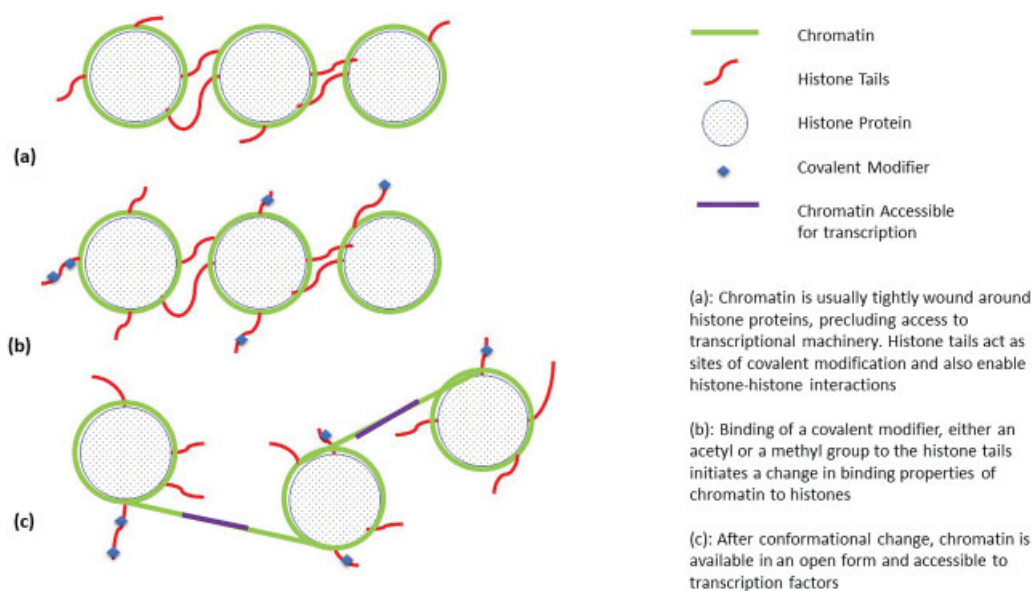 Chromatin
Histone Tails
Histone Protein
Covalent Modifier
Chromatin Accessible
for transcription
(a)
(b)
(c)
(a): Chromatin is usually tightly wound around
histone proteins, precluding access to
transcriptional machinery. Histone tails act as
sites of covalent modification and also enable
histone-histone interactions
(b): Binding of a covalent modifier, either an
acetyl or a methyl group to the histone tails
initiates a change in binding properties of
chromatin to histones
(c): After conformational change, chromatin is
available in an open form and accessible to
transcription factors